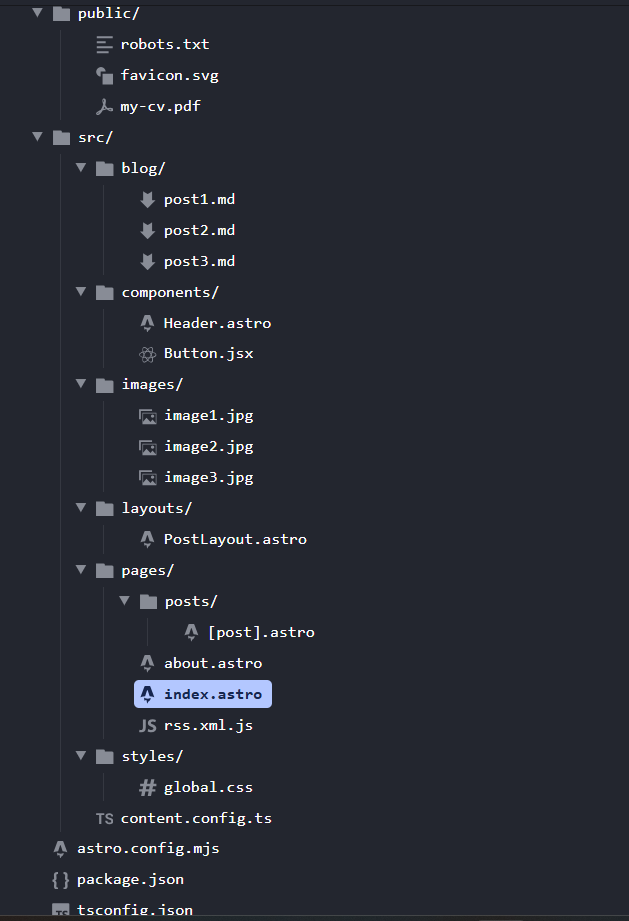 public/
robots.txt
favicon.svg
my-cv.pdf
src/
blog/
post1.md
post2.md
post3.md
components/
Header.astro
Button.jsx
images/
image1.jpg
image2.jpg
image3.jpg
layouts/
PostLayout.astro
pages/
posts/
[post].astro
about.astro
index.astro
JS rss.xml.js
styles/
# global.css
TS content.config.ts
astro.config.mjs
{} package.json
TS tsconfig.json